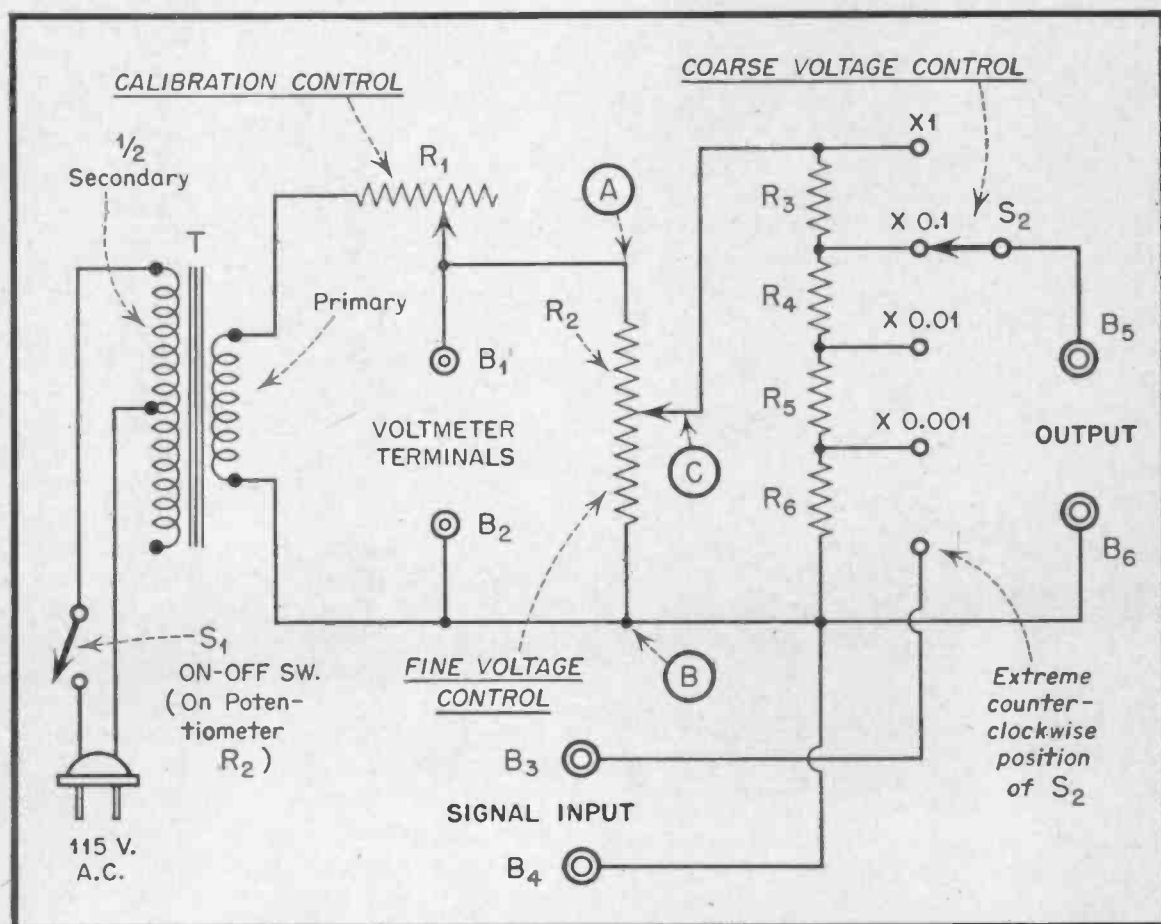 CALIBRATION CONTROL
COARSE VOLTAGE CONTROL
1/2
Secondary
R1
X1
A
R3
T
X 0.1
S2
Primary
R2
R4
X 0.01
B1
B5
R5
VOLTMETER
TERMINALS
X 0.001
OUTPUT
C
R6
B2
B6
S1
ON-OFF SW.
(On Poten-
tiometer
R2)
FINE VOLTAGE
CONTROL
B
Extreme
counter-
clockwise
position
of S2
B3
SIGNAL INPUT
115 V.
A.C.
B4